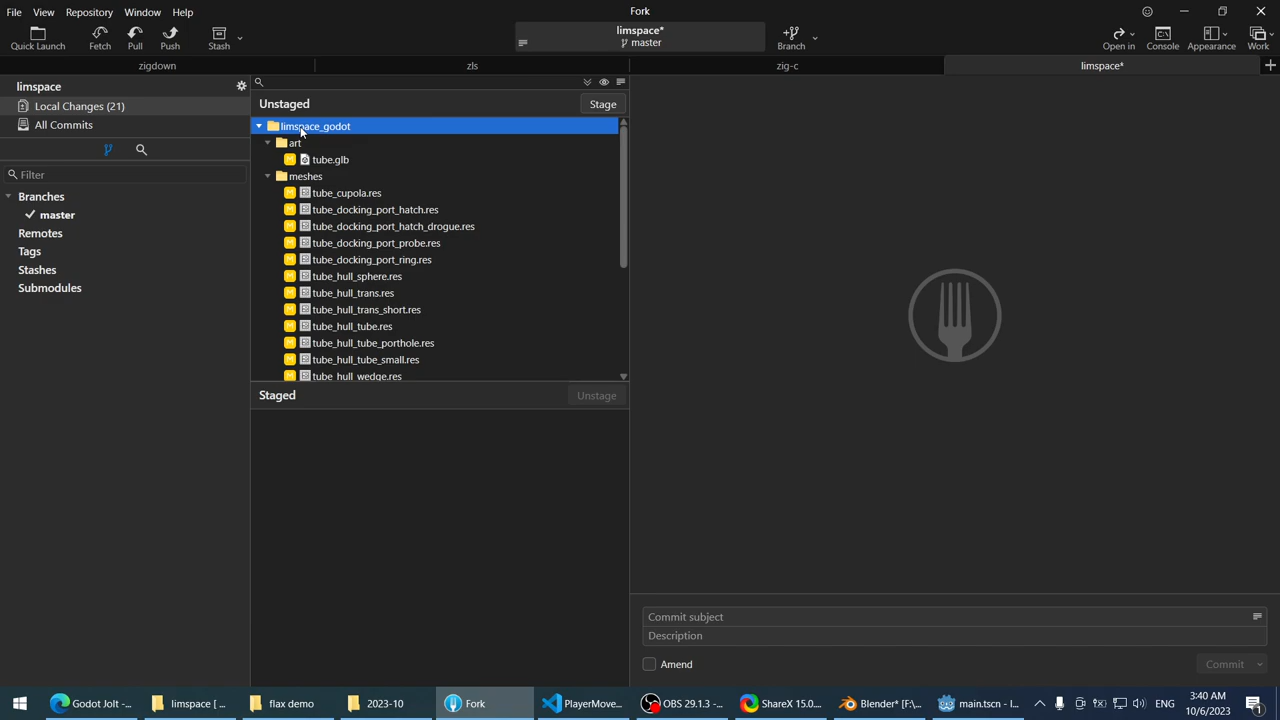 File View Repository Window Help
Fork
Quick Launch Fetch Pull Push Stash
limspace*
master
Branch
Open in Console Appearance Work
zigdown zls zig-c limspace*
limspace
Local Changes (21)
All Commits
Filter
Branches
master
Remotes
Tags
Stashes
Submodules
Unstaged
Stage
limspace_godot
art
M tube.glb
meshes
M tube_cupola.res
M tube_docking_port_hatch.res
M tube_docking_port_hatch_drogue.res
M tube_docking_port_probe.res
M tube_docking_port_ring.res
M tube_hull_sphere.res
M tube_hull_trans.res
M tube_hull_trans_short.res
M tube_hull_tube.res
M tube_hull_tube_porthole.res
M tube_hull_tube_small.res
M tube_hull_wedge.res
Staged
Unstage
Commit subject
Description
Amend
Commit
Godot Jolt -... limspace [ ... flax demo 2023-10 Fork PlayerMove... OBS 29.1.3 -... ShareX 15.0... Blender* [F:\... main.tscn - l...
ENG
3:40 AM
10/6/2023
1